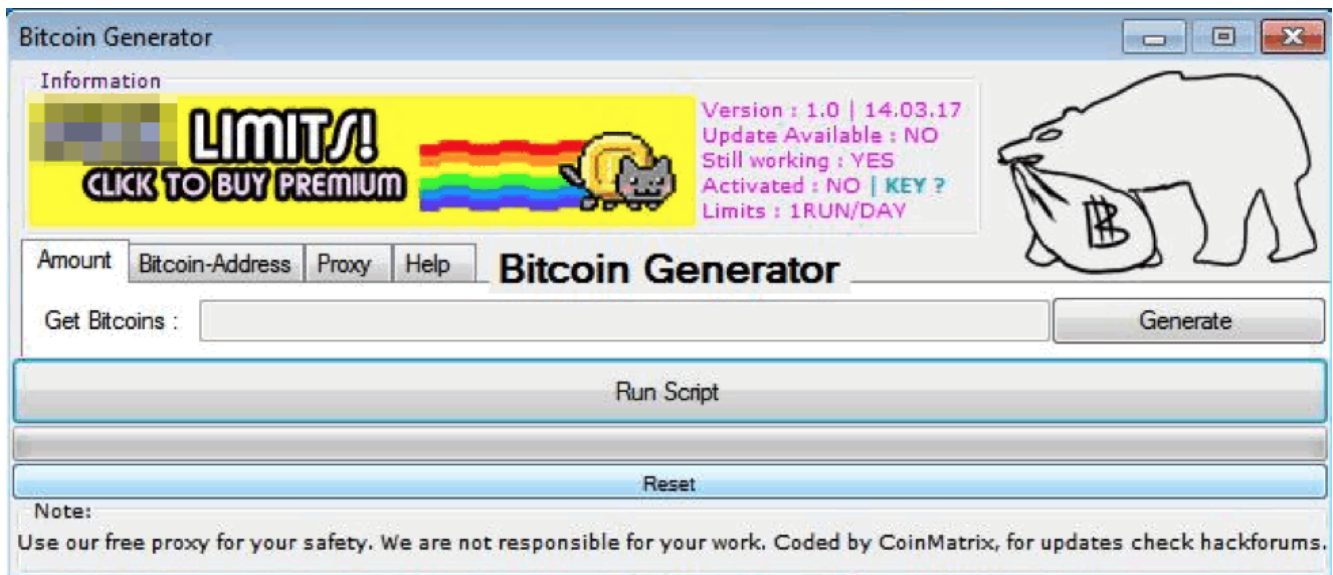 Bitcoin Generator
Information
LIMITS!
CLICK TO BUY PREMIUM
Version : 1.0 | 14.03.17
Update Available : NO
Still working : YES
Activated : NO | KEY ?
Limits : 1RUN/DAY
Amount Bitcoin-Address Proxy Help Bitcoin Generator
Get Bitcoins : Generate
Run Script
Reset
Note:
Use our free proxy for your safety. We are not responsible for your work. Coded by CoinMatrix, for updates check hackforums.